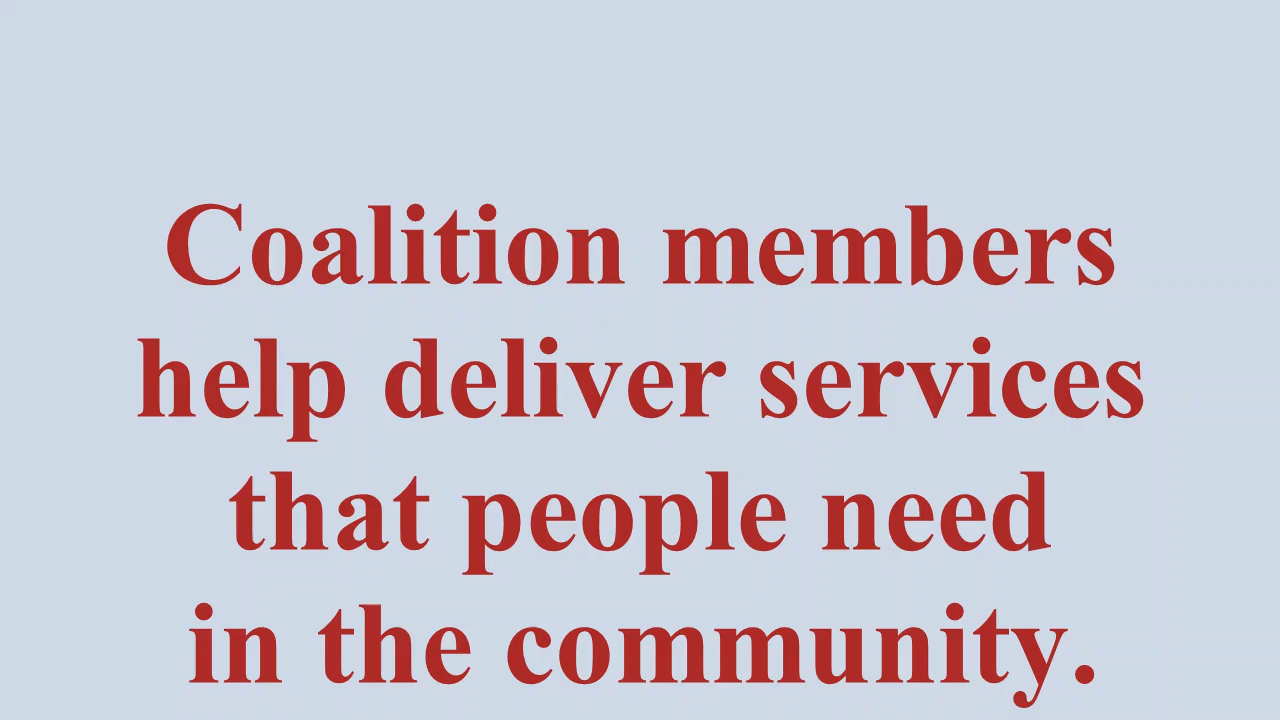 Coalition members
help deliver services
that people need
in the community.